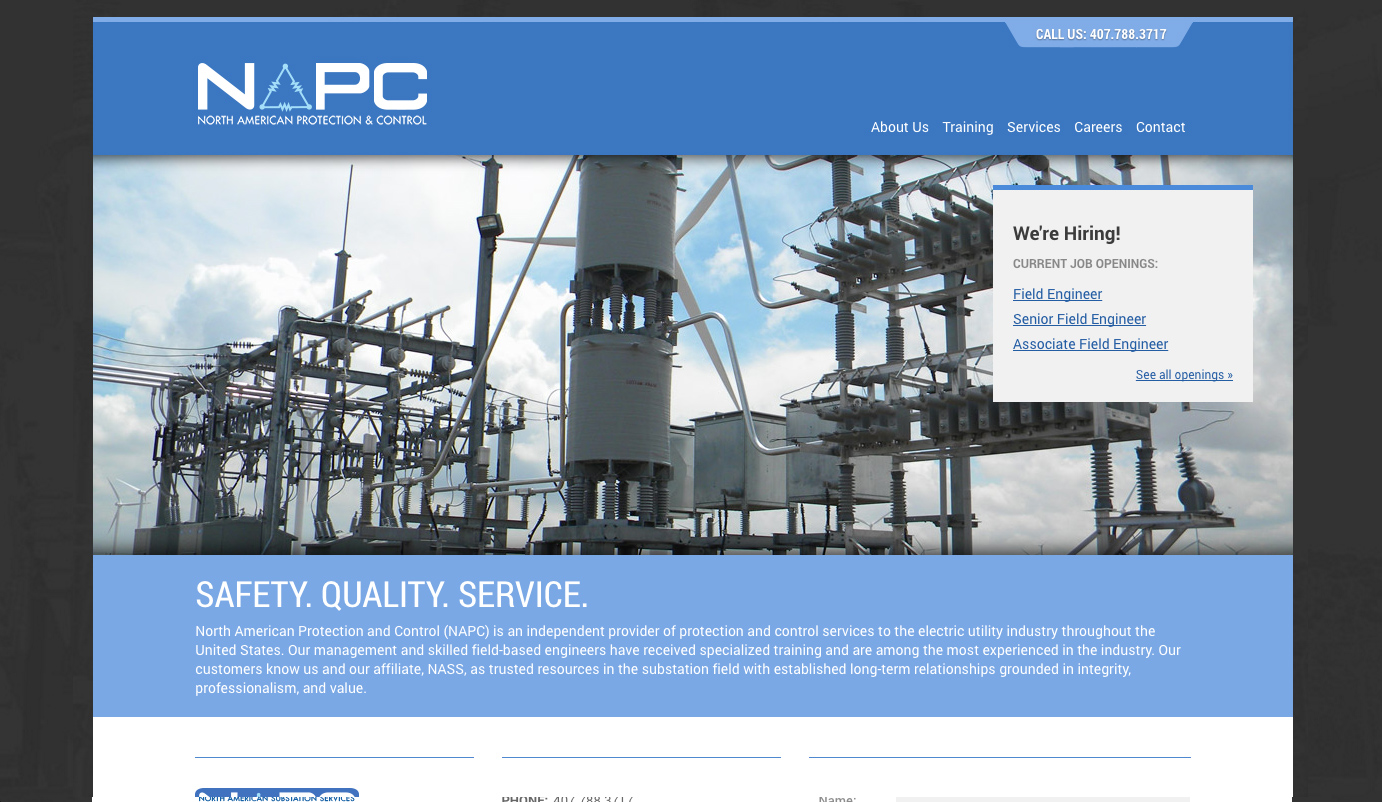 CALL US: 407.788.3717
NAPC
NORTH AMERICAN PROTECTION & CONTROL
About Us Training Services Careers Contact
We're Hiring!
CURRENT JOB OPENINGS:
Field Engineer
Senior Field Engineer
Associate Field Engineer
See all openings »
SAFETY. QUALITY. SERVICE.
North American Protection and Control (NAPC) is an independent provider of protection and control services to the electric utility industry throughout the
United States. Our management and skilled field-based engineers have received specialized training and are among the most experienced in the industry. Our
customers know us and our affiliate, NASS, as trusted resources in the substation field with established long-term relationships grounded in integrity,
professionalism, and value.
NORTH AMERICAN SUBSTATION SERVICES
PHONE: 407.788.3717
Name: